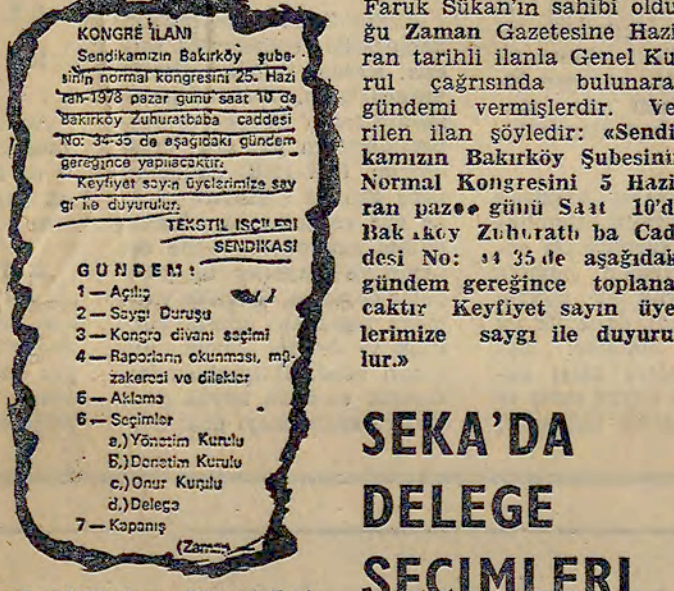 KONGRE İLANI
Sendikamızın Bakırköy şube-
sinin normal kongresini 25. Hazi
ran-1978 pazar günü saat 10 da
Bakırköy Zuhuratbaba caddesi
No: 34-35 de aşağıdaki gündem
gereğince yapılacaktır.
Keyfiyet sayın üyelerimize say
gı ile duyurulur.
TEKSTİL İŞÇİLERİ
SENDİKASI
GÜNDEM:
1 — Açılış
2 — Saygı Duruşu
3 — Kongre divanı seçimi
4 — Raporların okunması, mü-
zakeresi ve dilekler
5 — Aklama
6 — Seçimler
a.) Yönetim Kurulu
B.) Denetim Kurulu
c.) Onur Kurulu
d.) Delege
7 — Kapanış
(Zaman
Faruk Sükan'ın sahibi oldu
ğu Zaman Gazetesine Hazi
ran tarihli ilanla Genel Ku
rul çağrısında bulunara
gündemi vermişlerdir. Ve
rilen ilan şöyledir: «Sendi
kamızın Bakırköy Şubesini
Normal Kongresini 5 Hazi
ran günü Saat 10'd
Cad
desi No: 35 de aşağıdak
gündem gereğince toplana
caktır Keyfiyet sayın üye
lerimize saygı ile duyuru
lur.»
SEKA'DA
DELEGE
SEÇİMLERİ